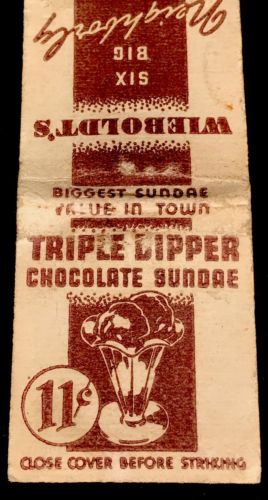 Neighborly
BIG
SIX
WIEBOLDT'S
BIGGEST SUNDAE
VALUE IN TOWN
TRIPLE DIPPER
CHOCOLATE SUNDAE
11¢
CLOSE COVER BEFORE STRIKING